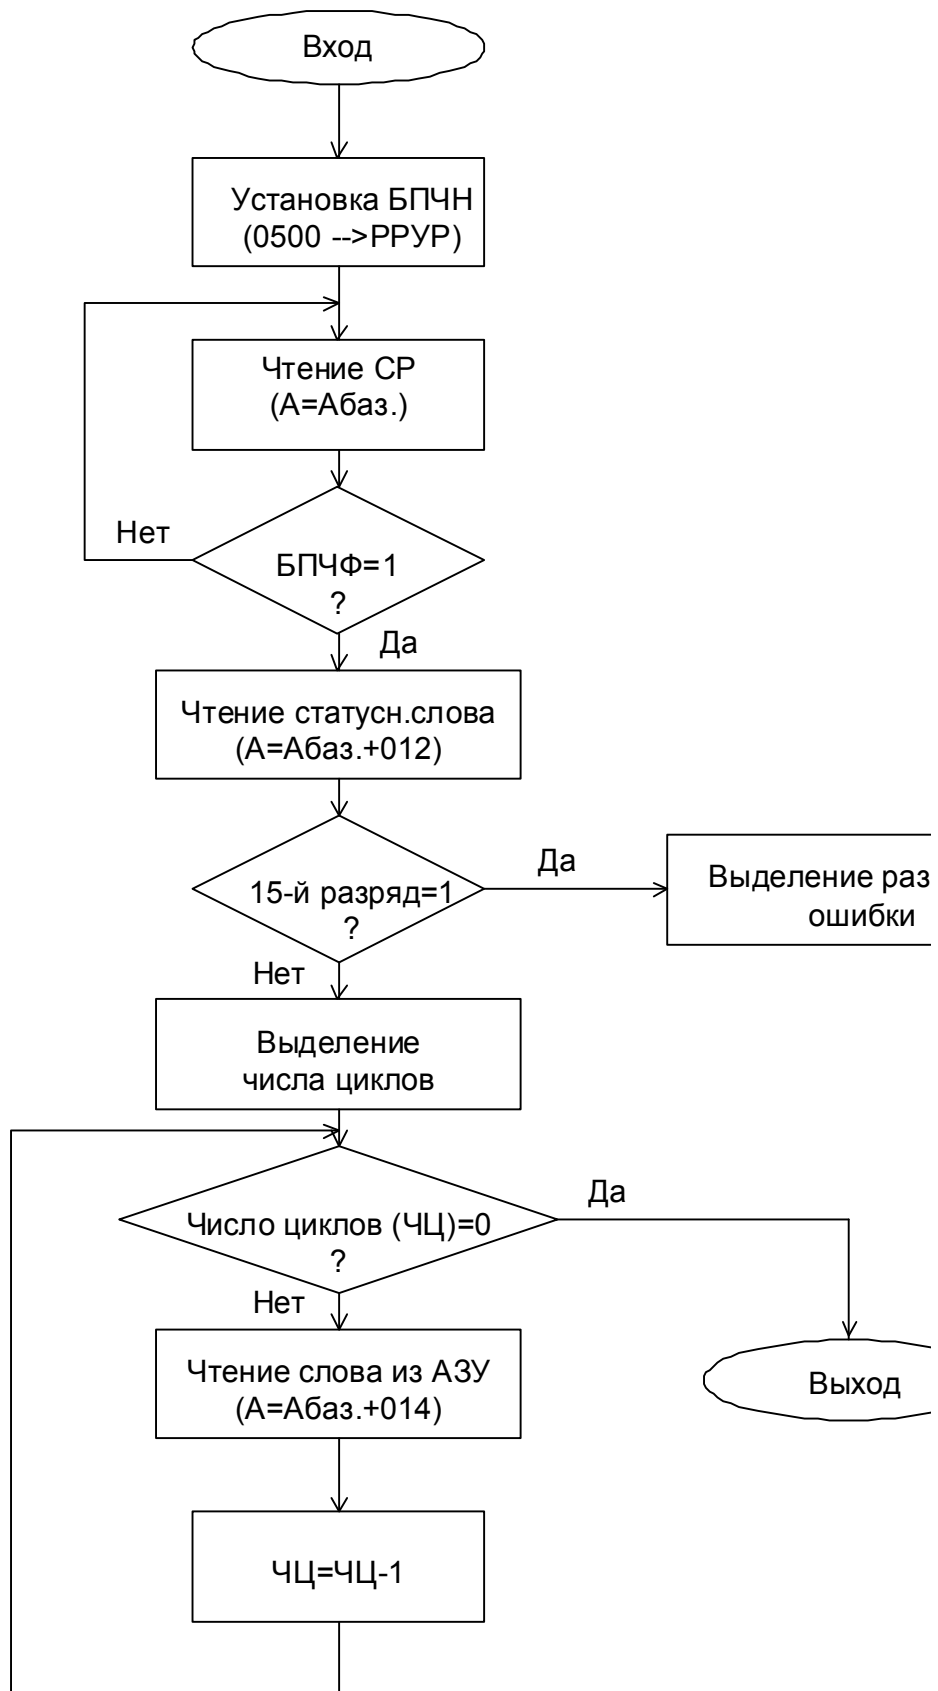 Вход
Установка БПЧН
(0500 -->РРУР)
Чтение СР
(А=Абаз.)
Нет
БПЧФ=1
?
Да
Чтение статусн.слова
(А=Абаз.+012)
Да
15-й разряд=1
?
Выделение
ошибки
Нет
Выделение
числа циклов
Да
Число циклов (ЧЦ)=0
?
Нет
Чтение слова из АЗУ
(А=Абаз.+014)
Выход
ЧЦ=ЧЦ-1